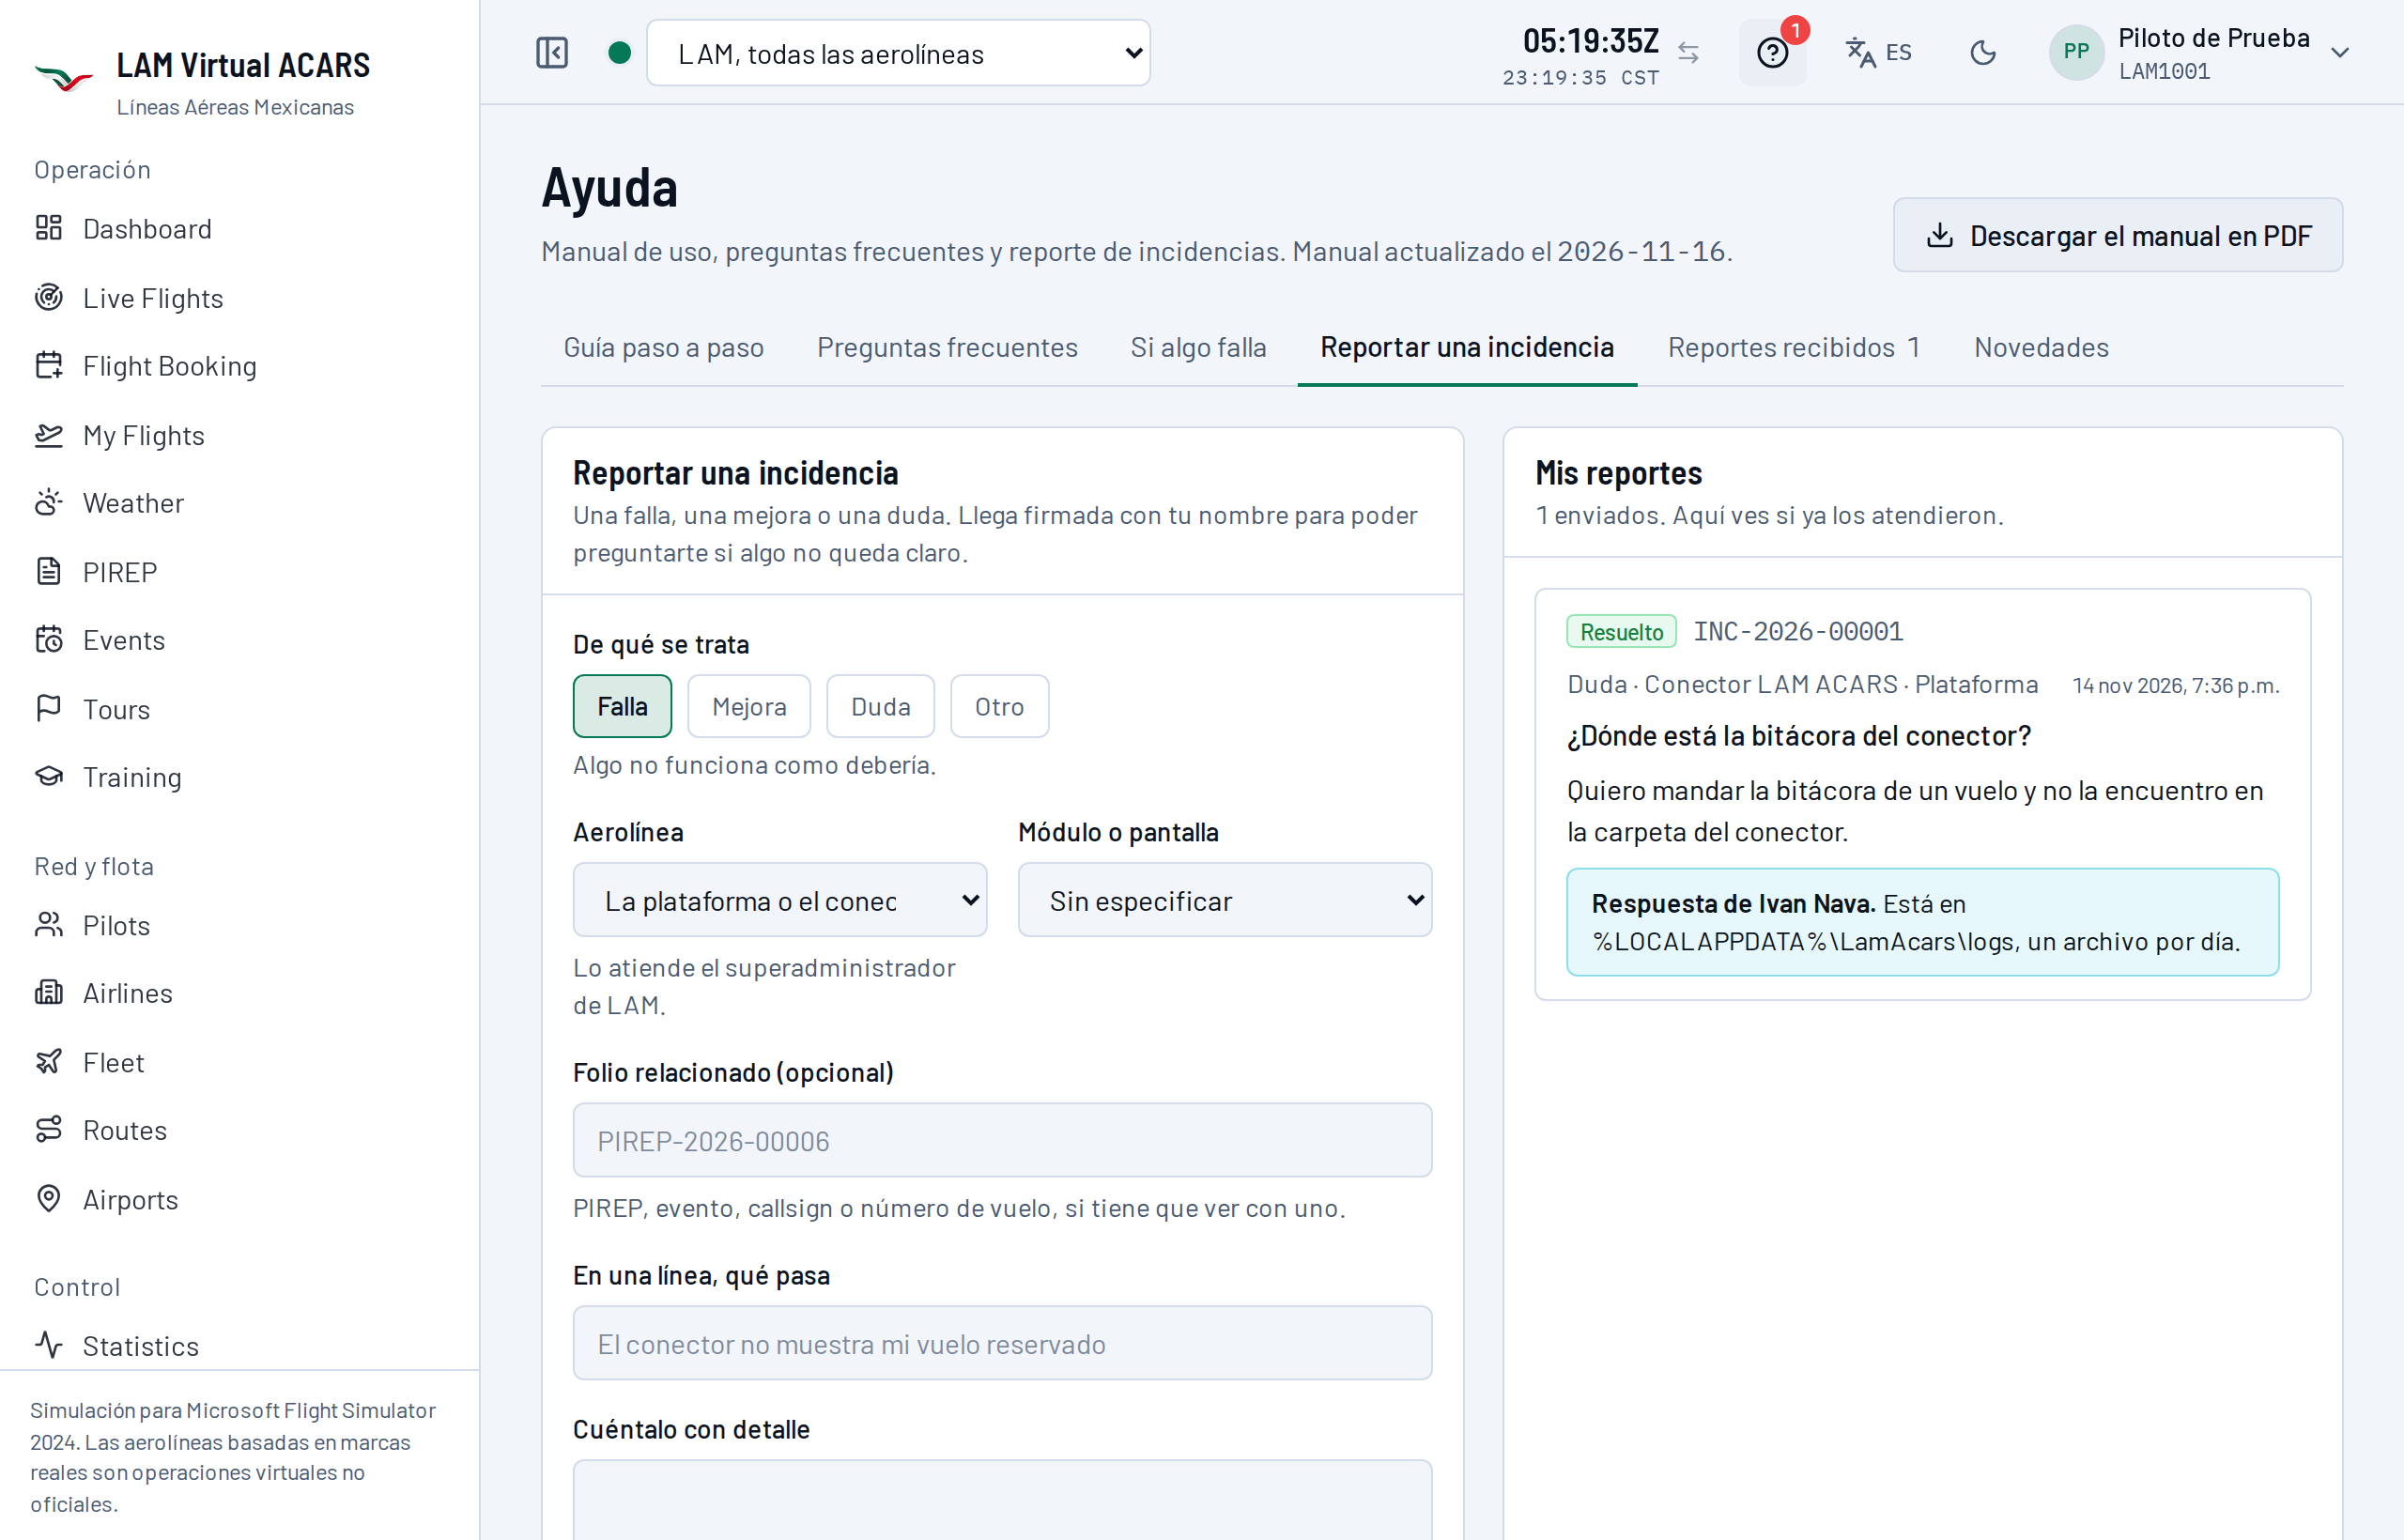 LAM Virtual ACARS
Líneas Aéreas Mexicanas
Operación
Dashboard
Live Flights
Flight Booking
My Flights
Weather
PIREP
Events
Tours
Training
Red y flota
Pilots
Airlines
Fleet
Routes
Airports
Control
Statistics
Simulación para Microsoft Flight Simulator
2024. Las aerolíneas basadas en marcas
reales son operaciones virtuales no
oficiales.
LAM, todas las aerolíneas
05:19:35Z
23:19:35 CST
1
ES
PP
Piloto de Prueba
LAM1001
Ayuda
Manual de uso, preguntas frecuentes y reporte de incidencias. Manual actualizado el 2026-11-16.
Descargar el manual en PDF
Guía paso a paso
Preguntas frecuentes
Si algo falla
Reportar una incidencia
Reportes recibidos 1
Novedades
Reportar una incidencia
Una falla, una mejora o una duda. Llega firmada con tu nombre para poder
preguntarte si algo no queda claro.
De qué se trata
Falla
Mejora
Duda
Otro
Algo no funciona como debería.
Aerolínea
Módulo o pantalla
La plataforma o el conec
Sin especificar
Lo atiende el superadministrador
de LAM.
Folio relacionado (opcional)
PIREP-2026-00006
PIREP, evento, callsign o número de vuelo, si tiene que ver con uno.
En una línea, qué pasa
El conector no muestra mi vuelo reservado
Cuéntalo con detalle
Mis reportes
1 enviados. Aquí ves si ya los atendieron.
Resuelto INC-2026-00001
Duda · Conector LAM ACARS · Plataforma 14 nov 2026, 7:36 p.m.
¿Dónde está la bitácora del conector?
Quiero mandar la bitácora de un vuelo y no la encuentro en
la carpeta del conector.
Respuesta de Ivan Nava. Está en
%LOCALAPPDATA%\LamAcars\logs, un archivo por día.